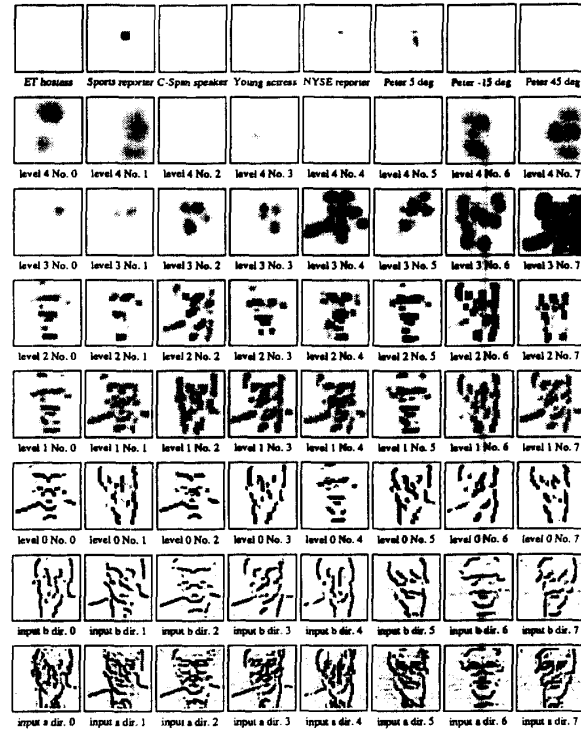 ET hostess Sports reporter C-Span speaker Young actress NYSE reporter Peter 5 deg Peter -15 deg Peter 45 deg
level 4 No. 0 level 4 No. 1 level 4 No. 2 level 4 No. 3 level 4 No. 4 level 4 No. 5 level 4 No. 6 level 4 No. 7
level 3 No. 0 level 3 No. 1 level 3 No. 2 level 3 No. 3 level 3 No. 4 level 3 No. 5 level 3 No. 6 level 3 No. 7
level 2 No. 0 level 2 No. 1 level 2 No. 2 level 2 No. 3 level 2 No. 4 level 2 No. 5 level 2 No. 6 level 2 No. 7
level 1 No. 0 level 1 No. 1 level 1 No. 2 level 1 No. 3 level 1 No. 4 level 1 No. 5 level 1 No. 6 level 1 No. 7
level 0 No. 0 level 0 No. 1 level 0 No. 2 level 0 No. 3 level 0 No. 4 level 0 No. 5 level 0 No. 6 level 0 No. 7
input b dir. 0 input b dir. 1 input b dir. 2 input b dir. 3 input b dir. 4 input b dir. 5 input b dir. 6 input b dir. 7
input a dir. 0 input a dir. 1 input a dir. 2 input a dir. 3 input a dir. 4 input a dir. 5 input a dir. 6 input a dir. 7